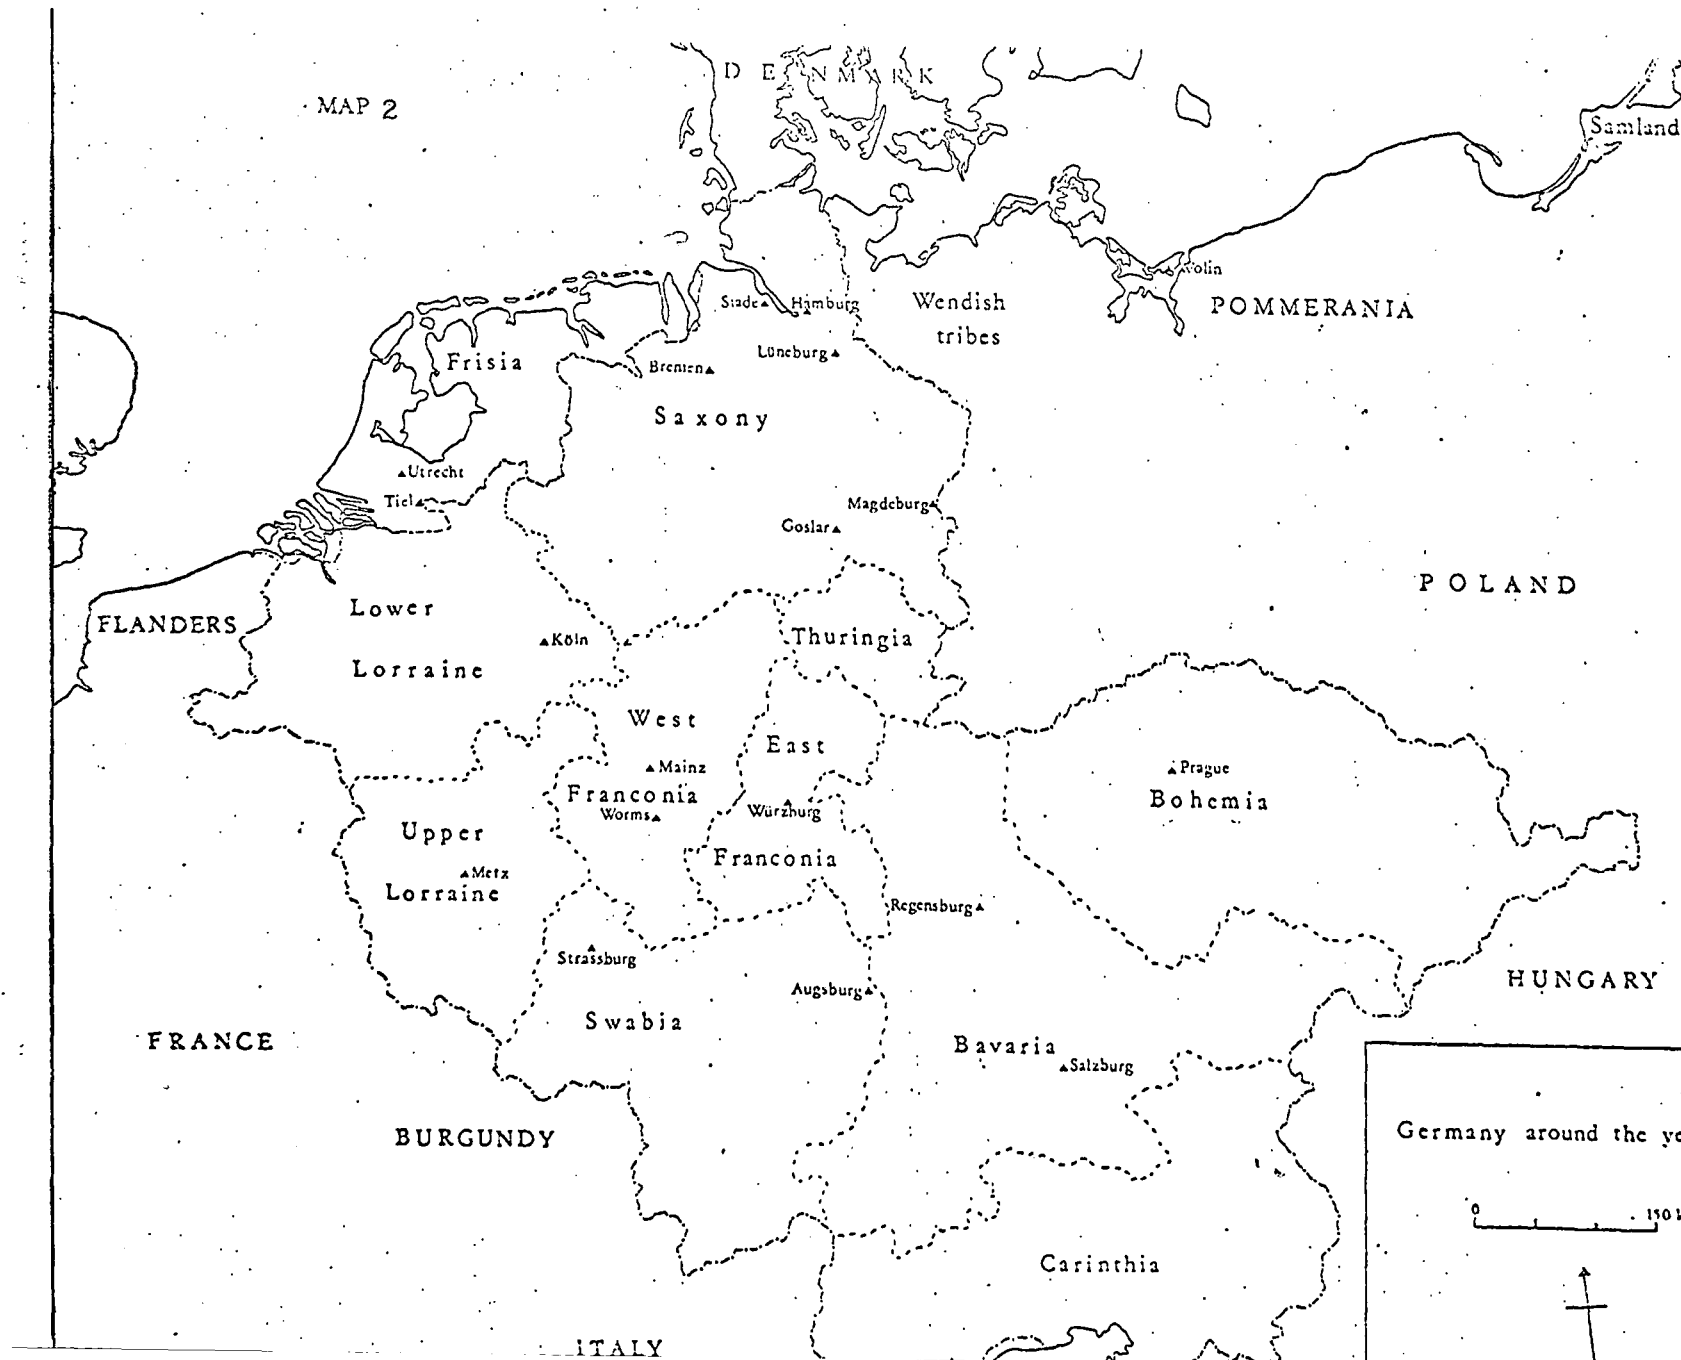 DENMARK
MAP 2
Samland
Wolin
Stade
Hamburg
Wendish
tribes
POMMERANIA
Lüneburg
Frisia
Bremen
Saxony
Utrecht
Tiel
Magdeburg
Goslar
POLAND
Lower
FLANDERS
Köln
Thuringia
Lorraine
West
East
Mainz
Prague
Franconia
Bohemia
Worms
Würzburg
Upper
Franconia
Metz
Lorraine
Regensburg
Strassburg
HUNGARY
Augsburg
Swabia
FRANCE
Bavaria
Salzburg
BURGUNDY
Germany around the
0
150
Carinthia
ITALY